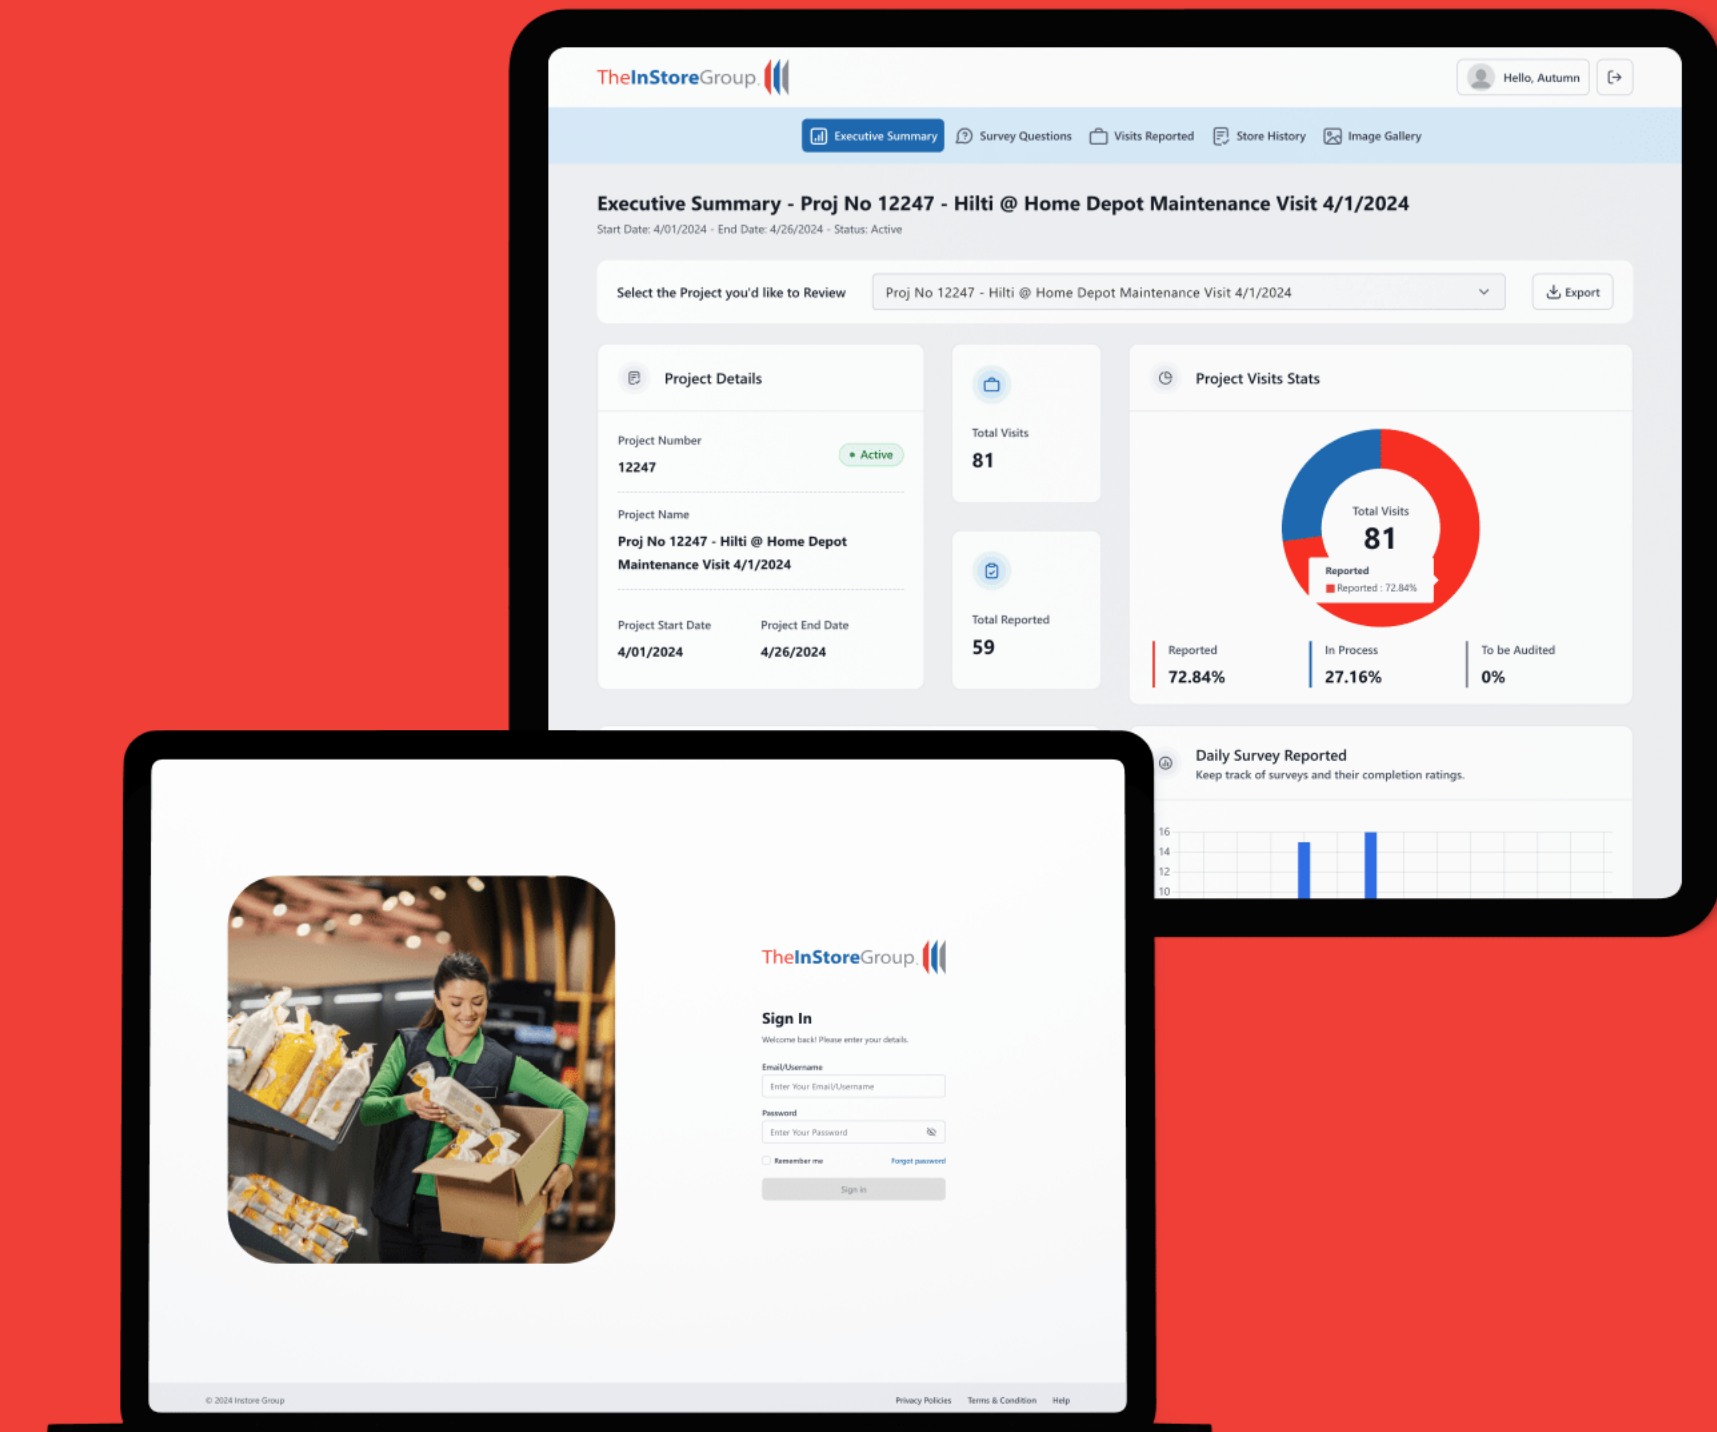 TheInStoreGroup
Hello, Autumn
Executive Summary
Survey Questions
Visits Reported
Store History
Image Gallery
Executive Summary - Proj No 12247 - Hilti @ Home Depot Maintenance Visit 4/1/2024
Start Date: 4/01/2024 - End Date: 4/26/2024 - Status: Active
Select the Project you'd like to Review
Proj No 12247 - Hilti @ Home Depot Maintenance Visit 4/1/2024
Export
Project Details
Project Number
12247
Active
Project Name
Proj No 12247 - Hilti @ Home Depot
Maintenance Visit 4/1/2024
Project Start Date
4/01/2024
Project End Date
4/26/2024
Total Visits
81
Total Reported
59
Project Visits Stats
Total Visits
81
Reported
Reported : 72.84%
Reported
72.84%
In Process
27.16%
To be Audited
0%
Daily Survey Reported
Keep track of surveys and their completion ratings.
16
14
12
10
TheInStoreGroup.
Sign In
Welcome back! Please enter your details.
Email/Username
Enter Your Email/Username
Password
Enter Your Password
Remember me
Forgot password
Sign in
© 2024 Instore Group
Privacy Policies
Terms & Condition
Help